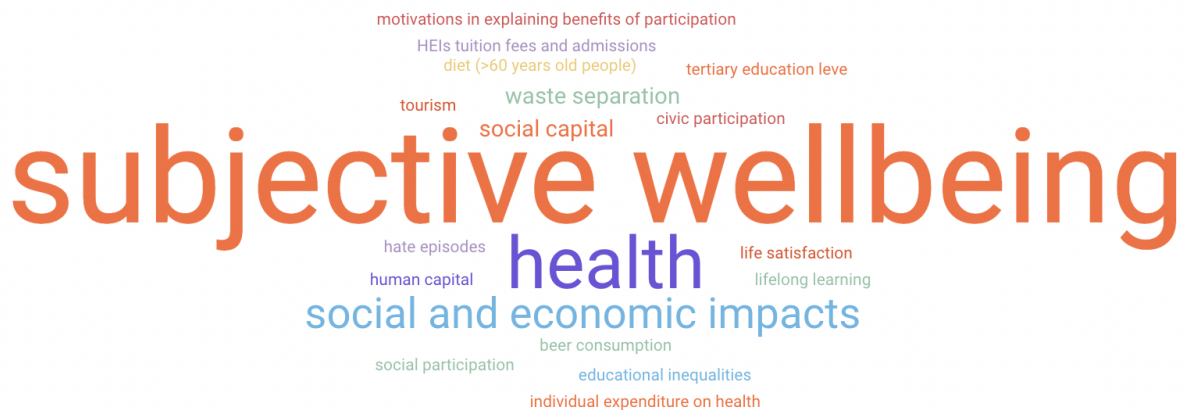 motivations in explaining benefits of participation
HEIs tuition fees and admissions
diet (>60 years old people)
tertiary education leve
waste separation
tourism
civic participation
social capital
subjective wellbeing
hate episodes
health
life satisfaction
human capital
lifelong learning
social and economic impacts
beer consumption
social participation
educational inequalities
individual expenditure on health